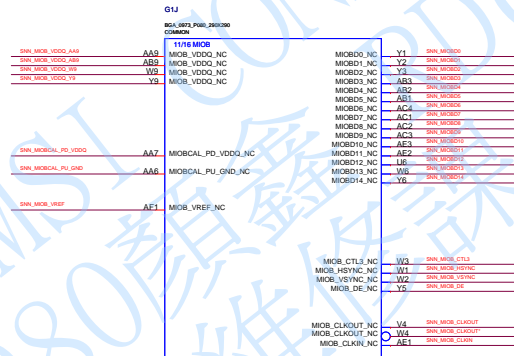 G1J
BGA_0973_P080_290X290
COMMON
11/16 MIOB
SNN_MIOB_VDDQ_AA9 AA9 MIOB_VDDQ_NC
SNN_MIOB_VDDQ_AB9 AB9 MIOB_VDDQ_NC
SNN_MIOB_VDDQ_W9 W9 MIOB_VDDQ_NC
SNN_MIOB_VDDQ_Y9 Y9 MIOB_VDDQ_NC
SNN_MIOBCAL_PD_VDDQ AA7 MIOBCAL_PD_VDDQ_NC
SNN_MIOBCAL_PU_GND AA6 MIOBCAL_PU_GND_NC
SNN_MIOB_VREF AF1 MIOB_VREF_NC
MIOBD0_NC Y1 SNN_MIOBD0
MIOBD1_NC Y2 SNN_MIOBD1
MIOBD2_NC Y3 SNN_MIOBD2
MIOBD3_NC AB3 SNN_MIOBD3
MIOBD4_NC AB2 SNN_MIOBD4
MIOBD5_NC AB1 SNN_MIOBD5
MIOBD6_NC AC4 SNN_MIOBD6
MIOBD7_NC AC1 SNN_MIOBD7
MIOBD8_NC AC2 SNN_MIOBD8
MIOBD9_NC AC3 SNN_MIOBD9
MIOBD10_NC AE3 SNN_MIOBD10
MIOBD11_NC AE2 SNN_MIOBD11
MIOBD12_NC U6 SNN_MIOBD12
MIOBD13_NC W6 SNN_MIOBD13
MIOBD14_NC Y6 SNN_MIOBD14
MIOB_CTL3_NC W3 SNN_MIOB_CTL3
MIOB_HSYNC_NC W1 SNN_MIOB_HSYNC
MIOB_VSYNC_NC W2 SNN_MIOB_VSYNC
MIOB_DE_NC Y5 SNN_MIOB_DE
MIOB_CLKOUT_NC V4 SNN_MIOB_CLKOUT
MIOB_CLKOUT_NC W4 SNN_MIOB_CLKOUT*
MIOB_CLKIN_NC AE1 SNN_MIOB_CLKIN
MSI CON